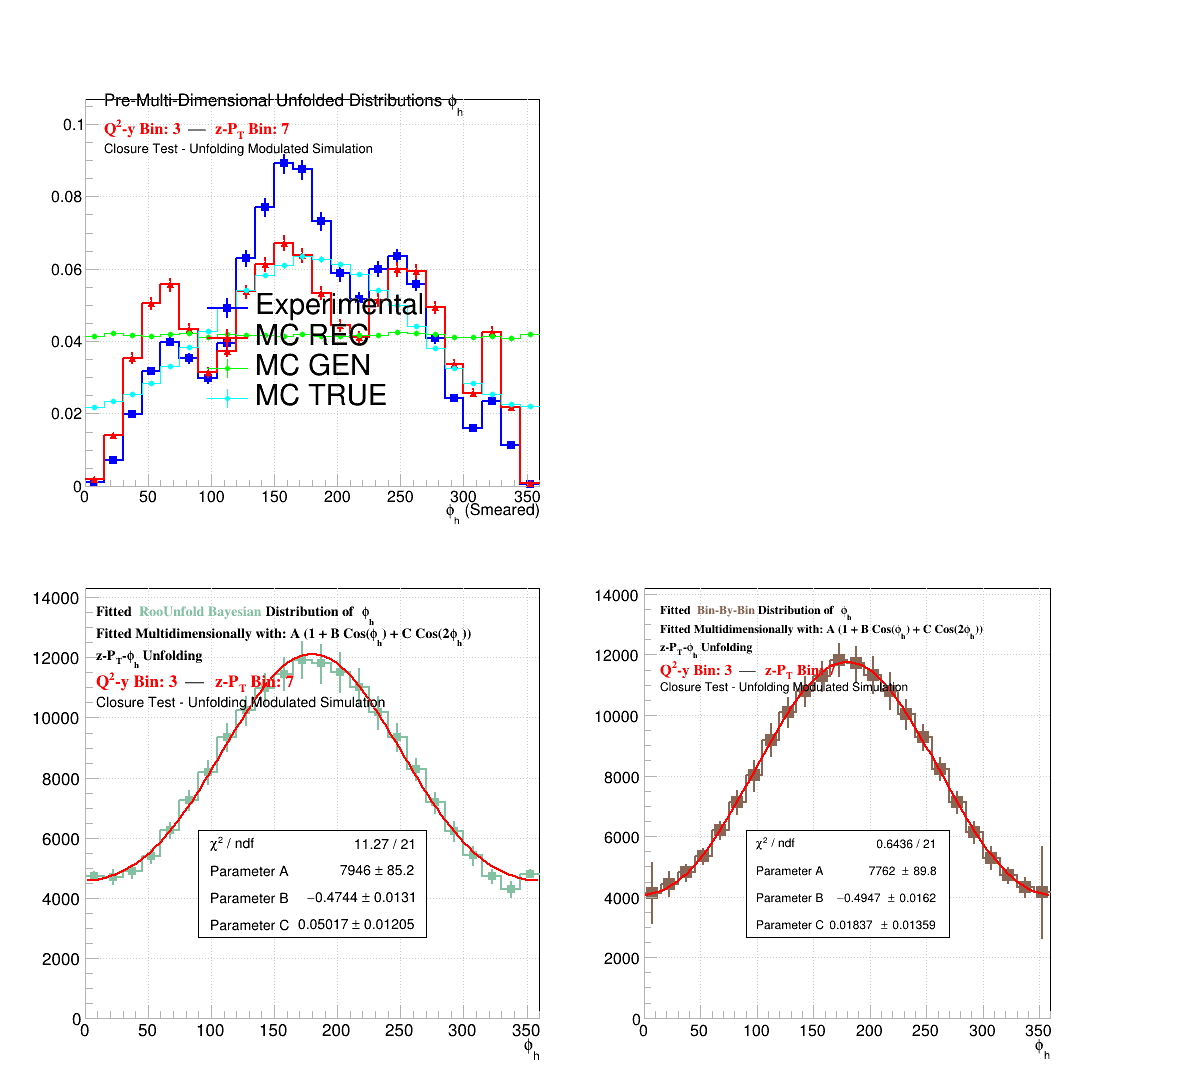 Pre-Multi-Dimensional Unfolded Distributions ϕh
Q2-y Bin: 3 — z-PT Bin: 7
Closure Test - Unfolding Modulated Simulation
0.1
0.08
0.06
0.04
0.02
0
Experimental
MC REC
MC GEN
MC TRUE
0 50 100 150 200 250 300 350
ϕh (Smeared)
14000
12000
10000
8000
6000
4000
2000
0
Fitted RooUnfold Bayesian Distribution of ϕh
Fitted Multidimensionally with: A (1 + B Cos(ϕh) + C Cos(2ϕh))
z-PT-ϕh Unfolding
Q2-y Bin: 3 — z-PT Bin: 7
Closure Test - Unfolding Modulated Simulation
χ2 / ndf 11.27 / 21
Parameter A 7946 ± 85.2
Parameter B −0.4744 ± 0.0131
Parameter C 0.05017 ± 0.01205
0 50 100 150 200 250 300 350
ϕh
14000
12000
10000
8000
6000
4000
2000
0
Fitted Bin-By-Bin Distribution of ϕh
Fitted Multidimensionally with: A (1 + B Cos(ϕh) + C Cos(2ϕh))
z-PT-ϕh Unfolding
Q2-y Bin: 3 — z-PT Bin: 7
Closure Test - Unfolding Modulated Simulation
χ2 / ndf 0.6436 / 21
Parameter A 7762 ± 89.8
Parameter B −0.4947 ± 0.0162
Parameter C 0.01837 ± 0.01359
0 50 100 150 200 250 300 350
ϕh